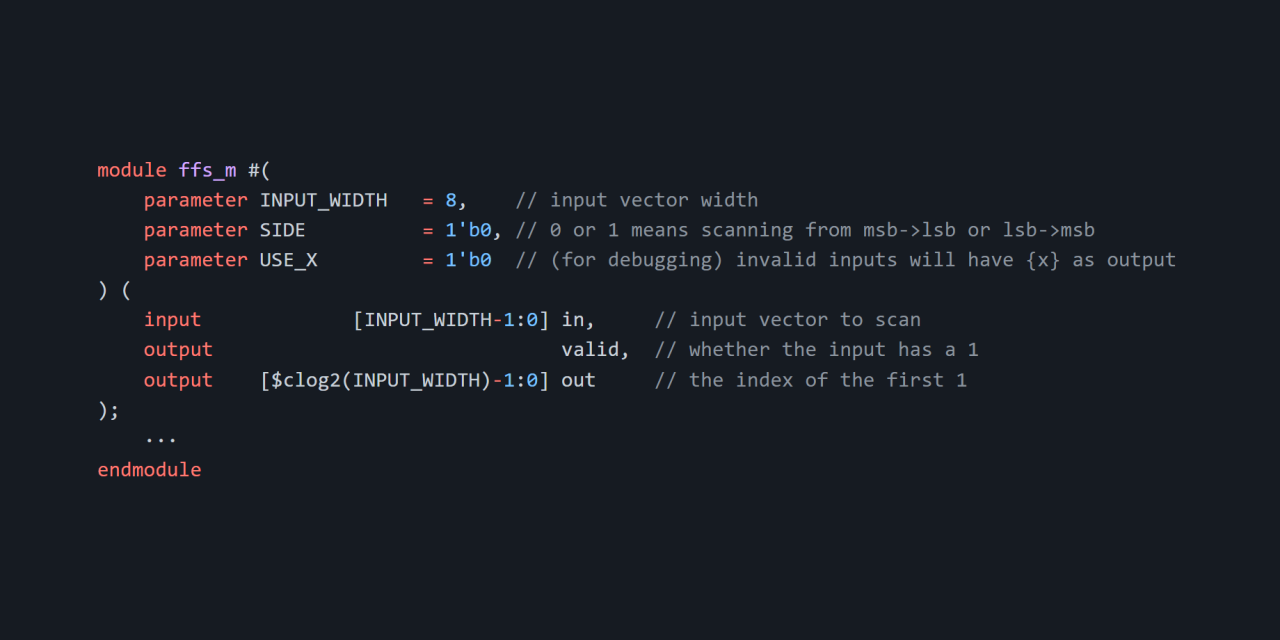 module ffs_m #(
    parameter INPUT_WIDTH   = 8,    // input vector width
    parameter SIDE          = 1'b0, // 0 or 1 means scanning from msb->lsb or lsb->msb
    parameter USE_X         = 1'b0  // (for debugging) invalid inputs will have {x} as output
) (
    input             [INPUT_WIDTH-1:0] in,     // input vector to scan
    output                              valid,  // whether the input has a 1
    output    [$clog2(INPUT_WIDTH)-1:0] out     // the index of the first 1
);
    ...
endmodule